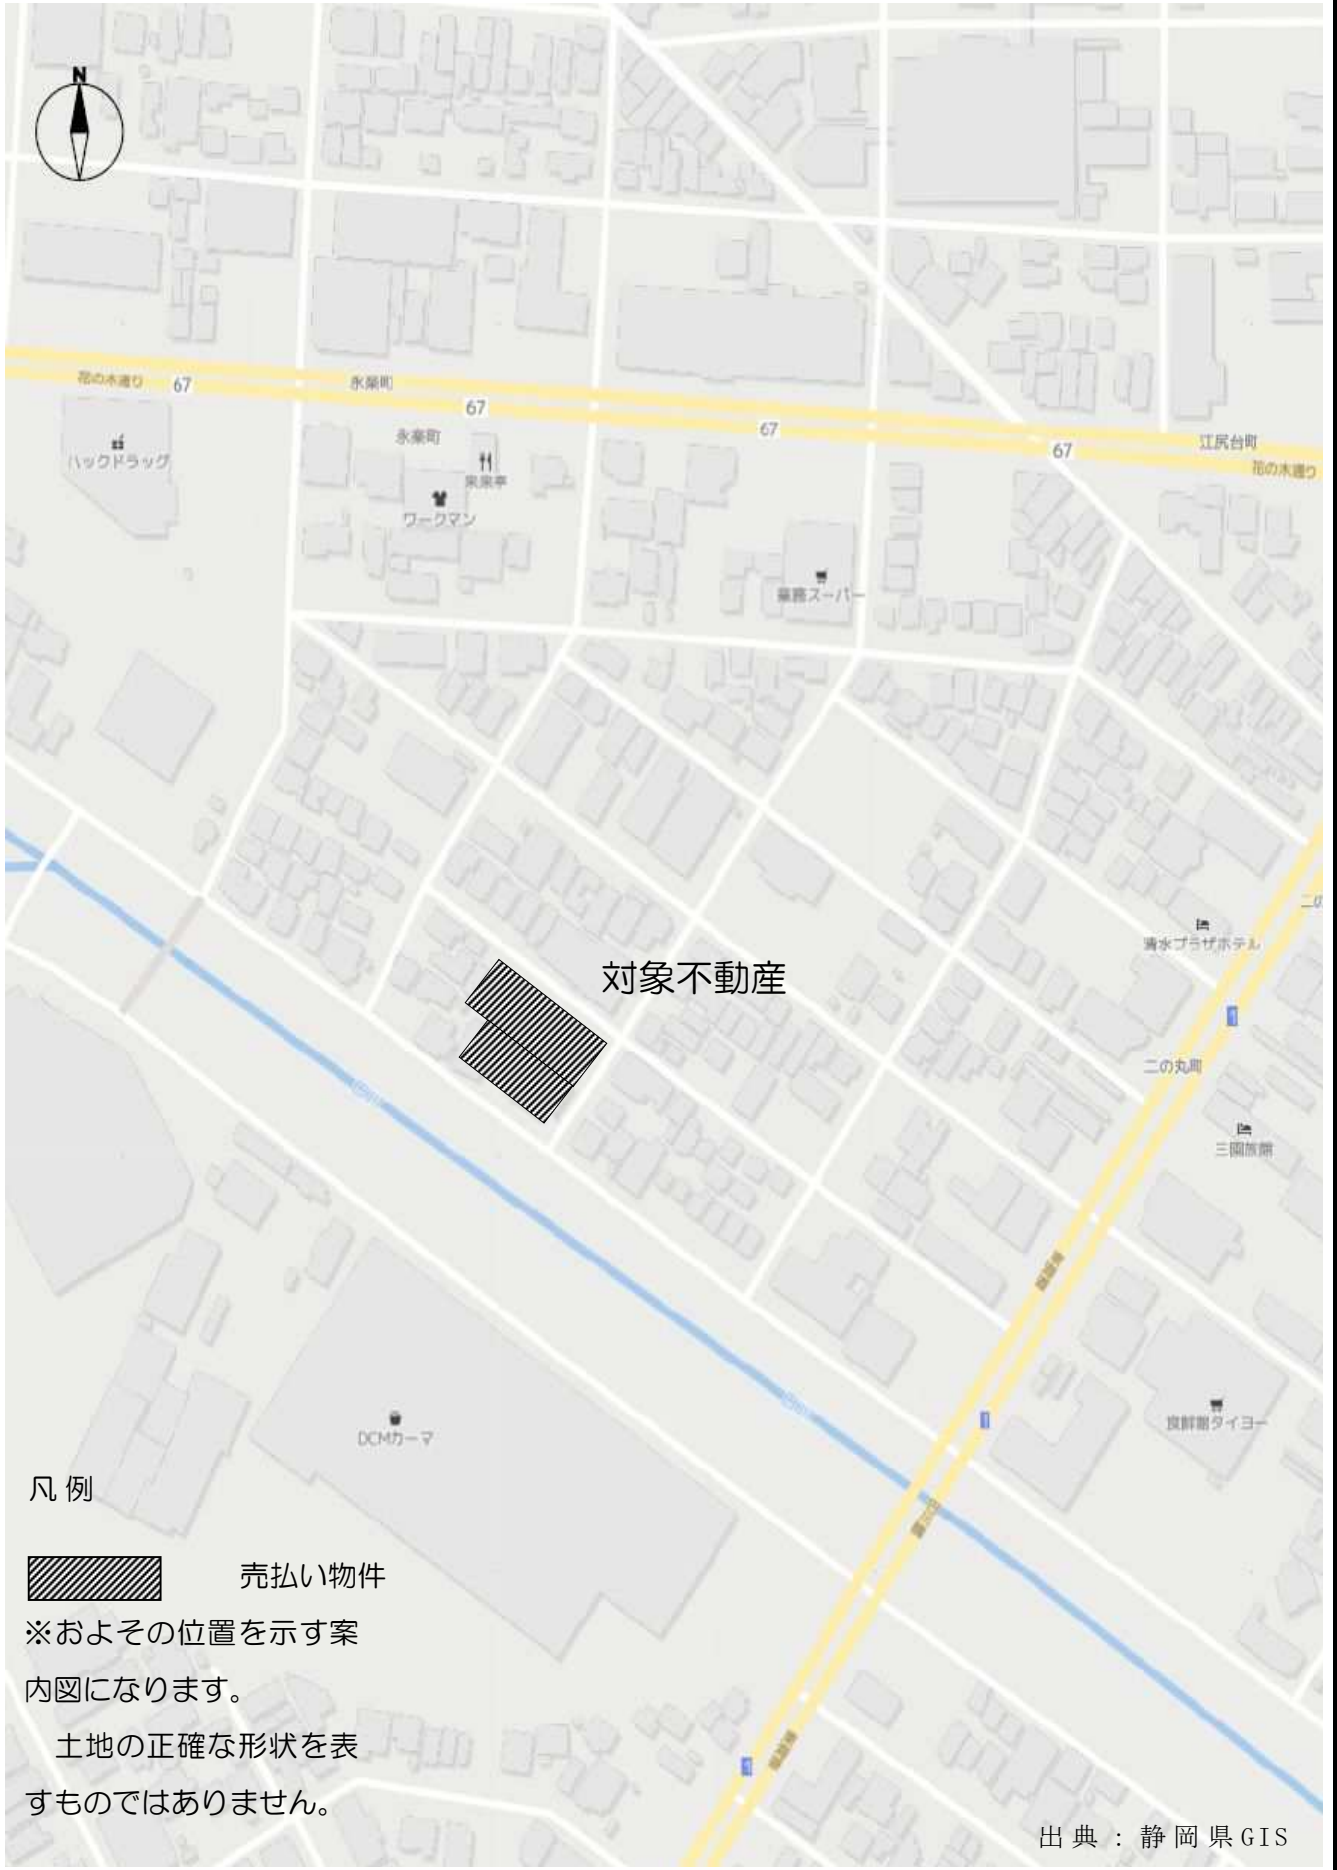 N
花の木通り
67
永楽町
67
67
67
江尻台町
花の木通り
永楽町
ハックドラッグ
来来亭
ワークマン
業務スーパー
清水プラザホテル
対象不動産
二の丸町
三園旅館
DCMカーマ
食鮮館タイヨー
凡例
売払い物件
※およその位置を示す案
内図になります。
土地の正確な形状を表
すものではありません。
出典：静岡県GIS